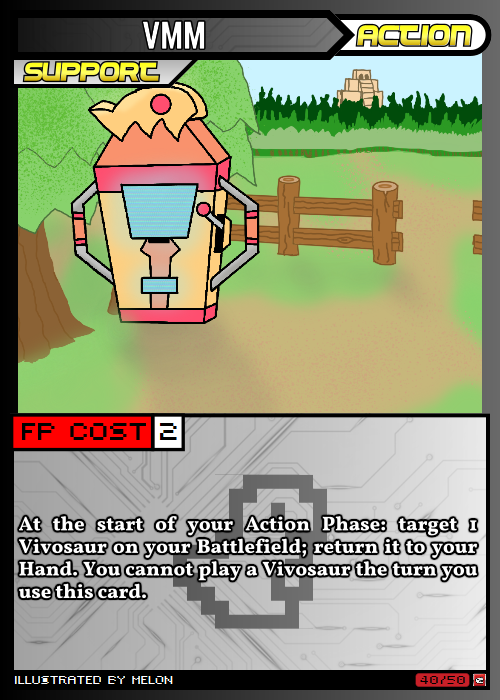 VMM
ACTION
SUPPORT
FP COST 2
At the start of your Action Phase: target 1
Vivosaur on your Battlefield; return it to your
Hand. You cannot play a Vivosaur the turn you
use this card.
ILLUSTRATED BY MELON
40/50